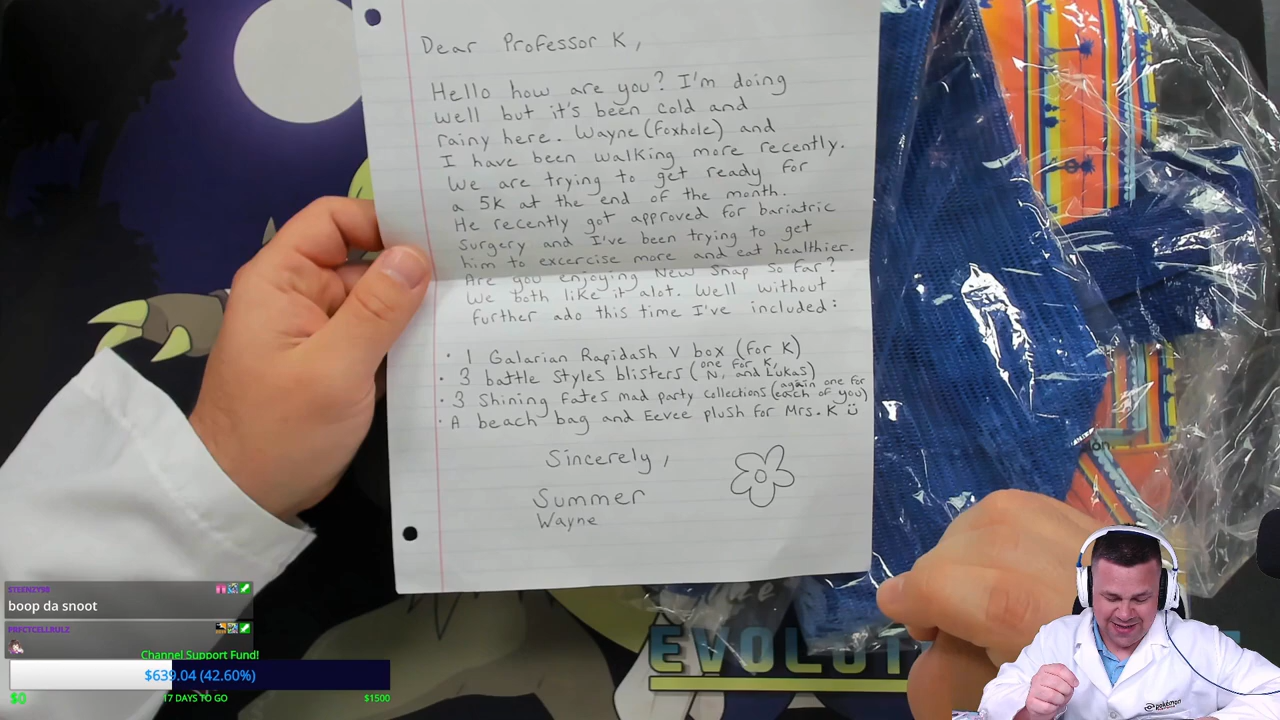 Dear Professor K,
Hello how are you? I'm doing
well but it's been cold and
rainy here. Wayne (Foxhole) and
I have been walking more recently.
We are trying to get ready for
a 5K at the end of the month.
He recently got approved for bariatric
surgery and I've been trying to get
him to excercise more and eat healthier.
Are you enjoying New Snap so far?
We both like it alot. Well without
further ado this time I've included:
· 1 Galarian Rapidash V box (for K)
· 3 battle styles blisters (one for K, N, and Lukas)
· 3 Shining fates mad party collections (again one for each of you)
· A beach bag and Eevee plush for Mrs. K ü
Sincerely,
Summer
Wayne
EVOLUT
boop da snoot
Channel Support Fund!
$639.04 (42.60%)
$0
17 DAYS TO GO
$1500
pokémon